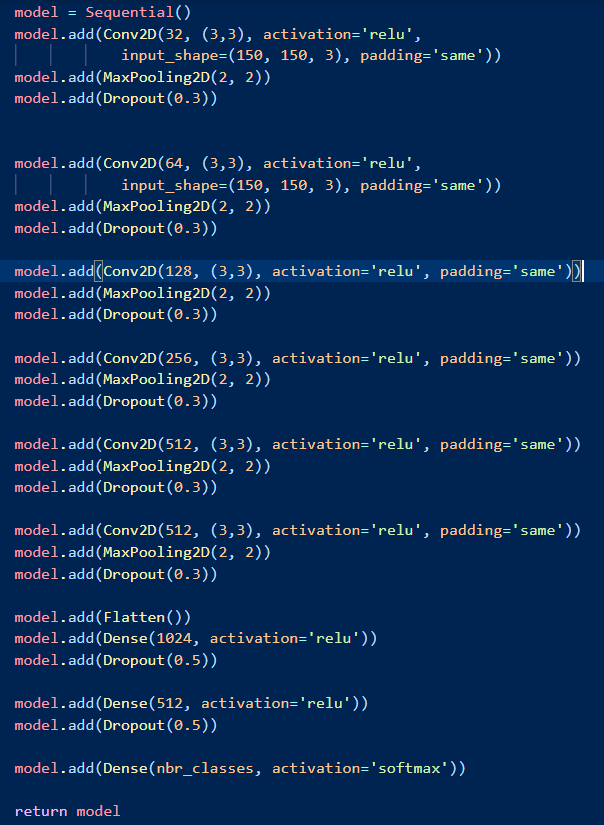 model = Sequential()
model.add(Conv2D(32, (3,3), activation='relu',
input_shape=(150, 150, 3), padding='same'))
model.add(MaxPooling2D(2, 2))
model.add(Dropout(0.3))
model.add(Conv2D(64, (3,3), activation='relu',
input_shape=(150, 150, 3), padding='same'))
model.add(MaxPooling2D(2, 2))
model.add(Dropout(0.3))
model.add(Conv2D(128, (3,3), activation='relu', padding='same'))
model.add(MaxPooling2D(2, 2))
model.add(Dropout(0.3))
model.add(Conv2D(256, (3,3), activation='relu', padding='same'))
model.add(MaxPooling2D(2, 2))
model.add(Dropout(0.3))
model.add(Conv2D(512, (3,3), activation='relu', padding='same'))
model.add(MaxPooling2D(2, 2))
model.add(Dropout(0.3))
model.add(Conv2D(512, (3,3), activation='relu', padding='same'))
model.add(MaxPooling2D(2, 2))
model.add(Dropout(0.3))
model.add(Flatten())
model.add(Dense(1024, activation='relu'))
model.add(Dropout(0.5))
model.add(Dense(512, activation='relu'))
model.add(Dropout(0.5))
model.add(Dense(nbr_classes, activation='softmax'))
return model